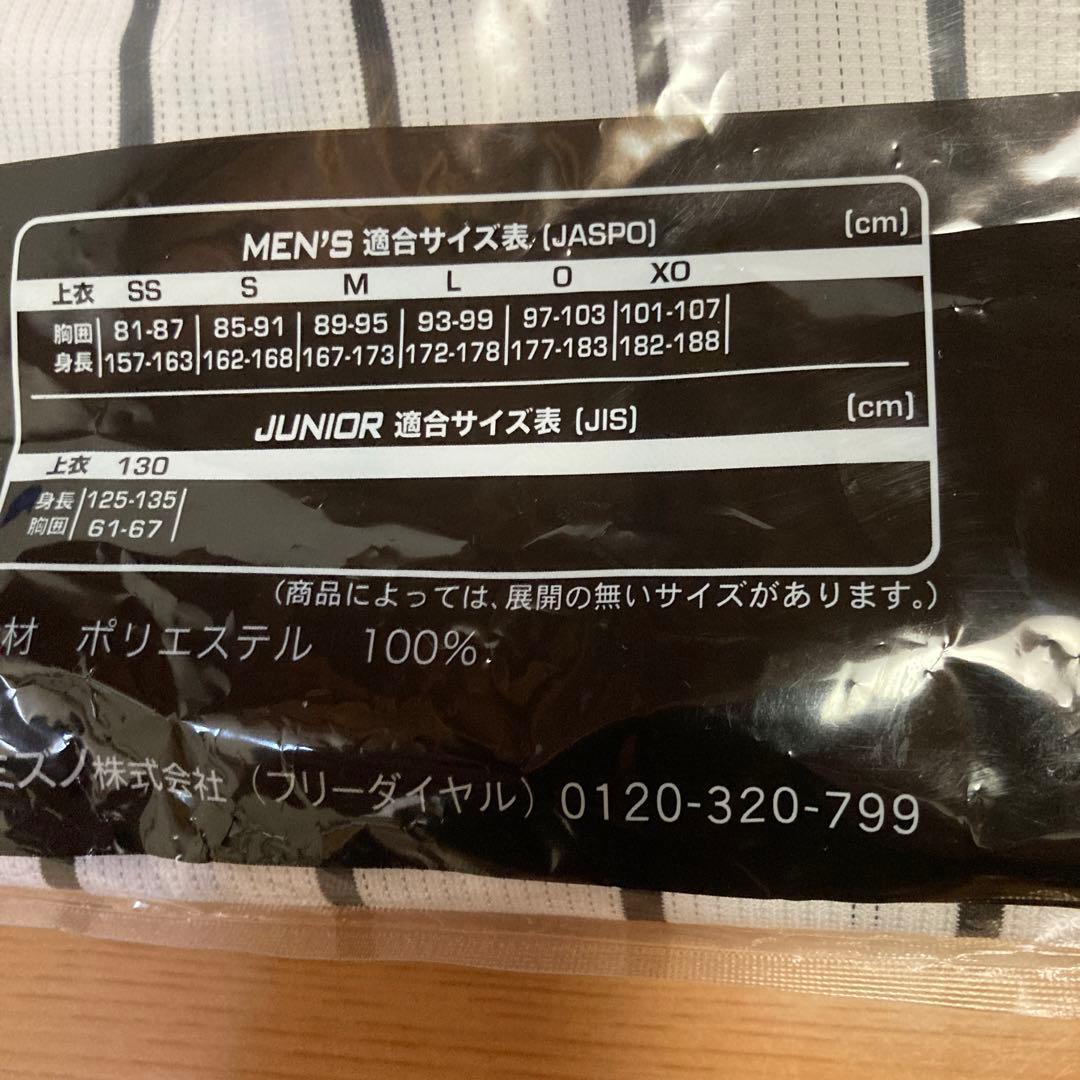 MEN'S 適合サイズ表 (JASPO) (cm)
上衣 SS S M L O XO
胸囲 81-87 85-91 89-95 93-99 97-103 101-107
身長 157-163 162-168 167-173 172-178 177-183 182-188
JUNIOR 適合サイズ表 (JIS) (cm)
上衣 130
身長 125-135
胸囲 61-67
(商品によっては、展開の無いサイズがあります。)
材 ポリエステル 100%
ミズノ株式会社 (フリーダイヤル) 0120-320-799